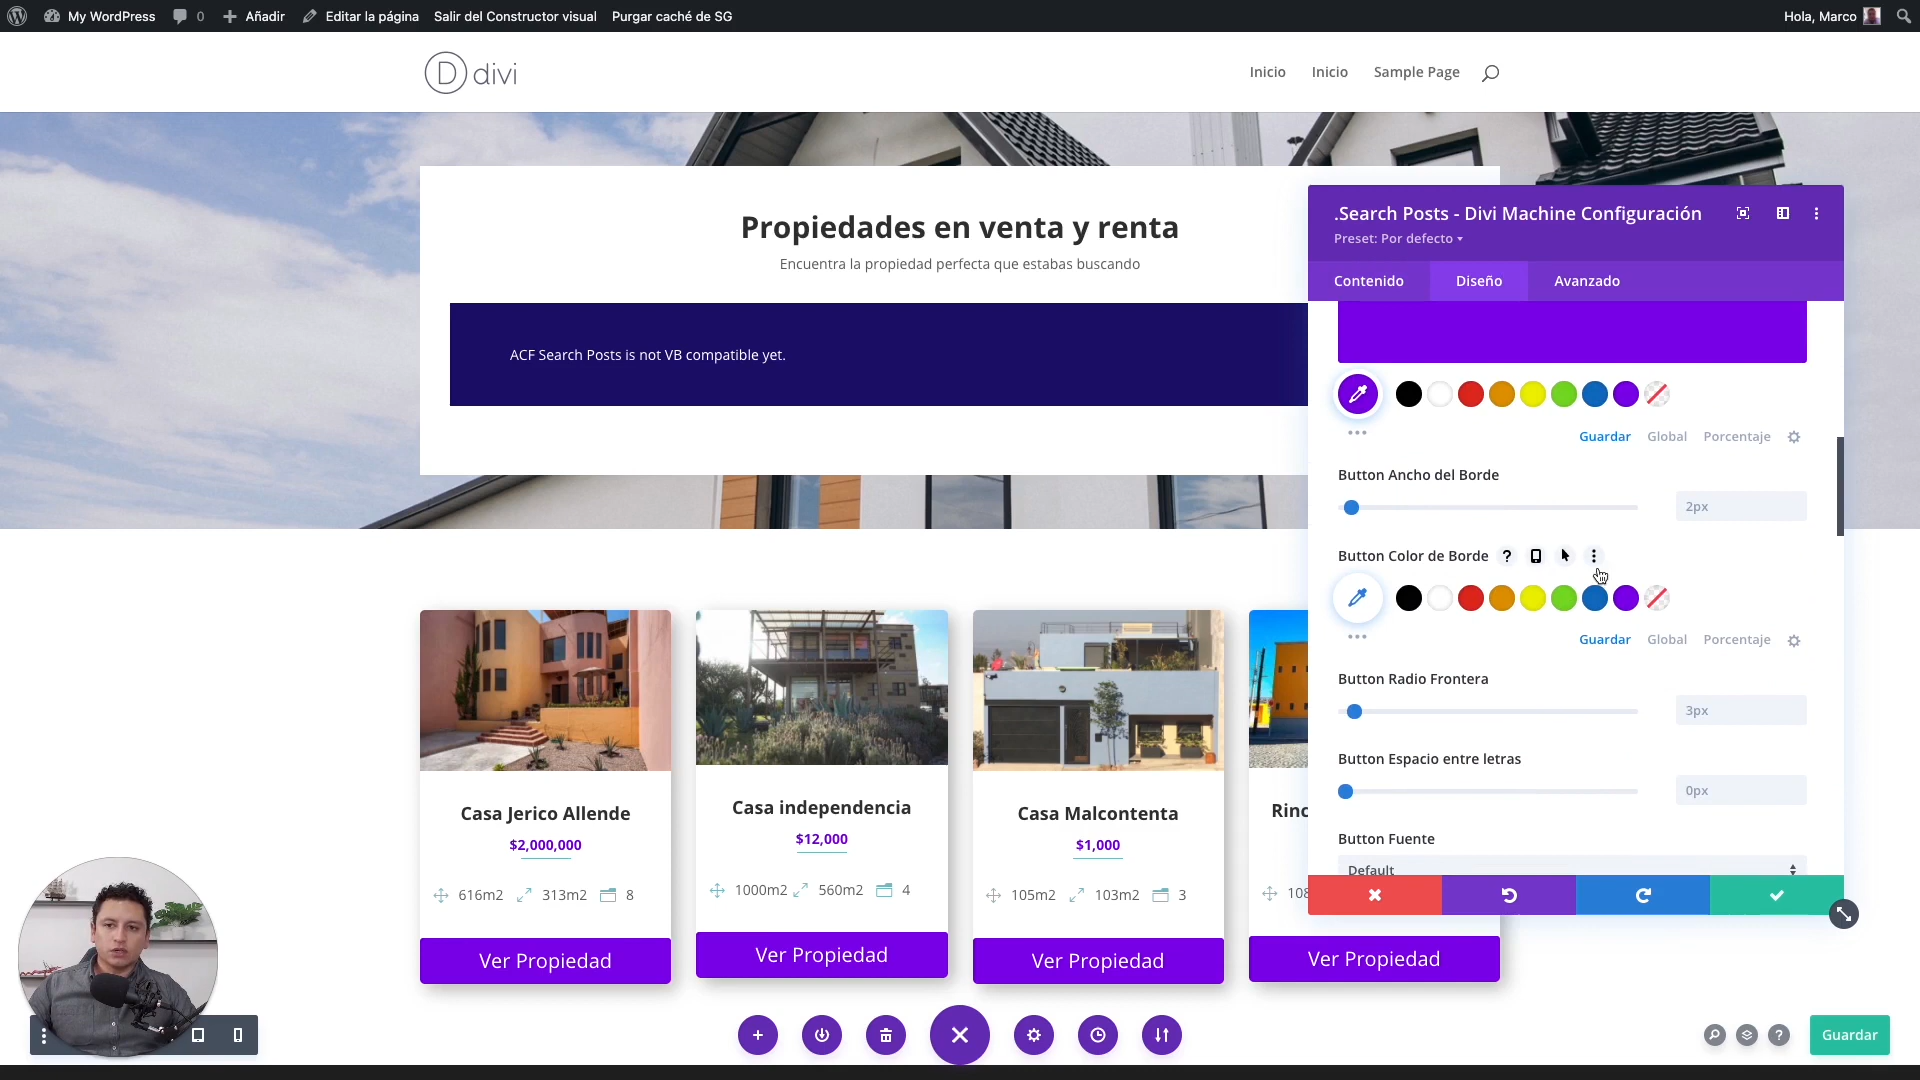 My WordPress
0
Añadir
Editar la página
Salir del Constructor visual
Purgar caché de SG
Hola, Marco
D divi
Inicio
Inicio
Sample Page
Propiedades en venta y renta
Encuentra la propiedad perfecta que estabas buscando
ACF Search Posts is not VB compatible yet.
.Search Posts - Divi Machine Configuración
Preset: Por defecto
Contenido
Diseño
Avanzado
Guardar
Global
Porcentaje
Button Ancho del Borde
2px
Button Color de Borde
?
Guardar
Global
Porcentaje
Button Radio Frontera
3px
Button Espacio entre letras
0px
Button Fuente
Default
Casa Jerico Allende
$2,000,000
616m2
313m2
8
Ver Propiedad
Casa independencia
$12,000
1000m2
560m2
4
Ver Propiedad
Casa Malcontenta
$1,000
105m2
103m2
3
Ver Propiedad
Rinc
108
Ver Propiedad
?
Guardar